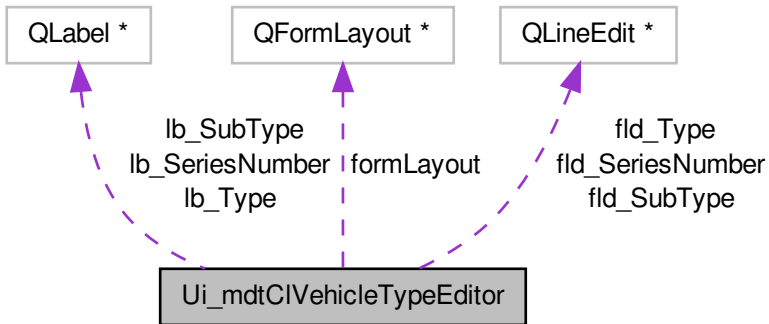 QLabel *
QFormLayout *
QLineEdit *
lb_SubType
lb_SeriesNumber
lb_Type
formLayout
fld_Type
fld_SeriesNumber
fld_SubType
Ui_mdtClVehicleTypeEditor